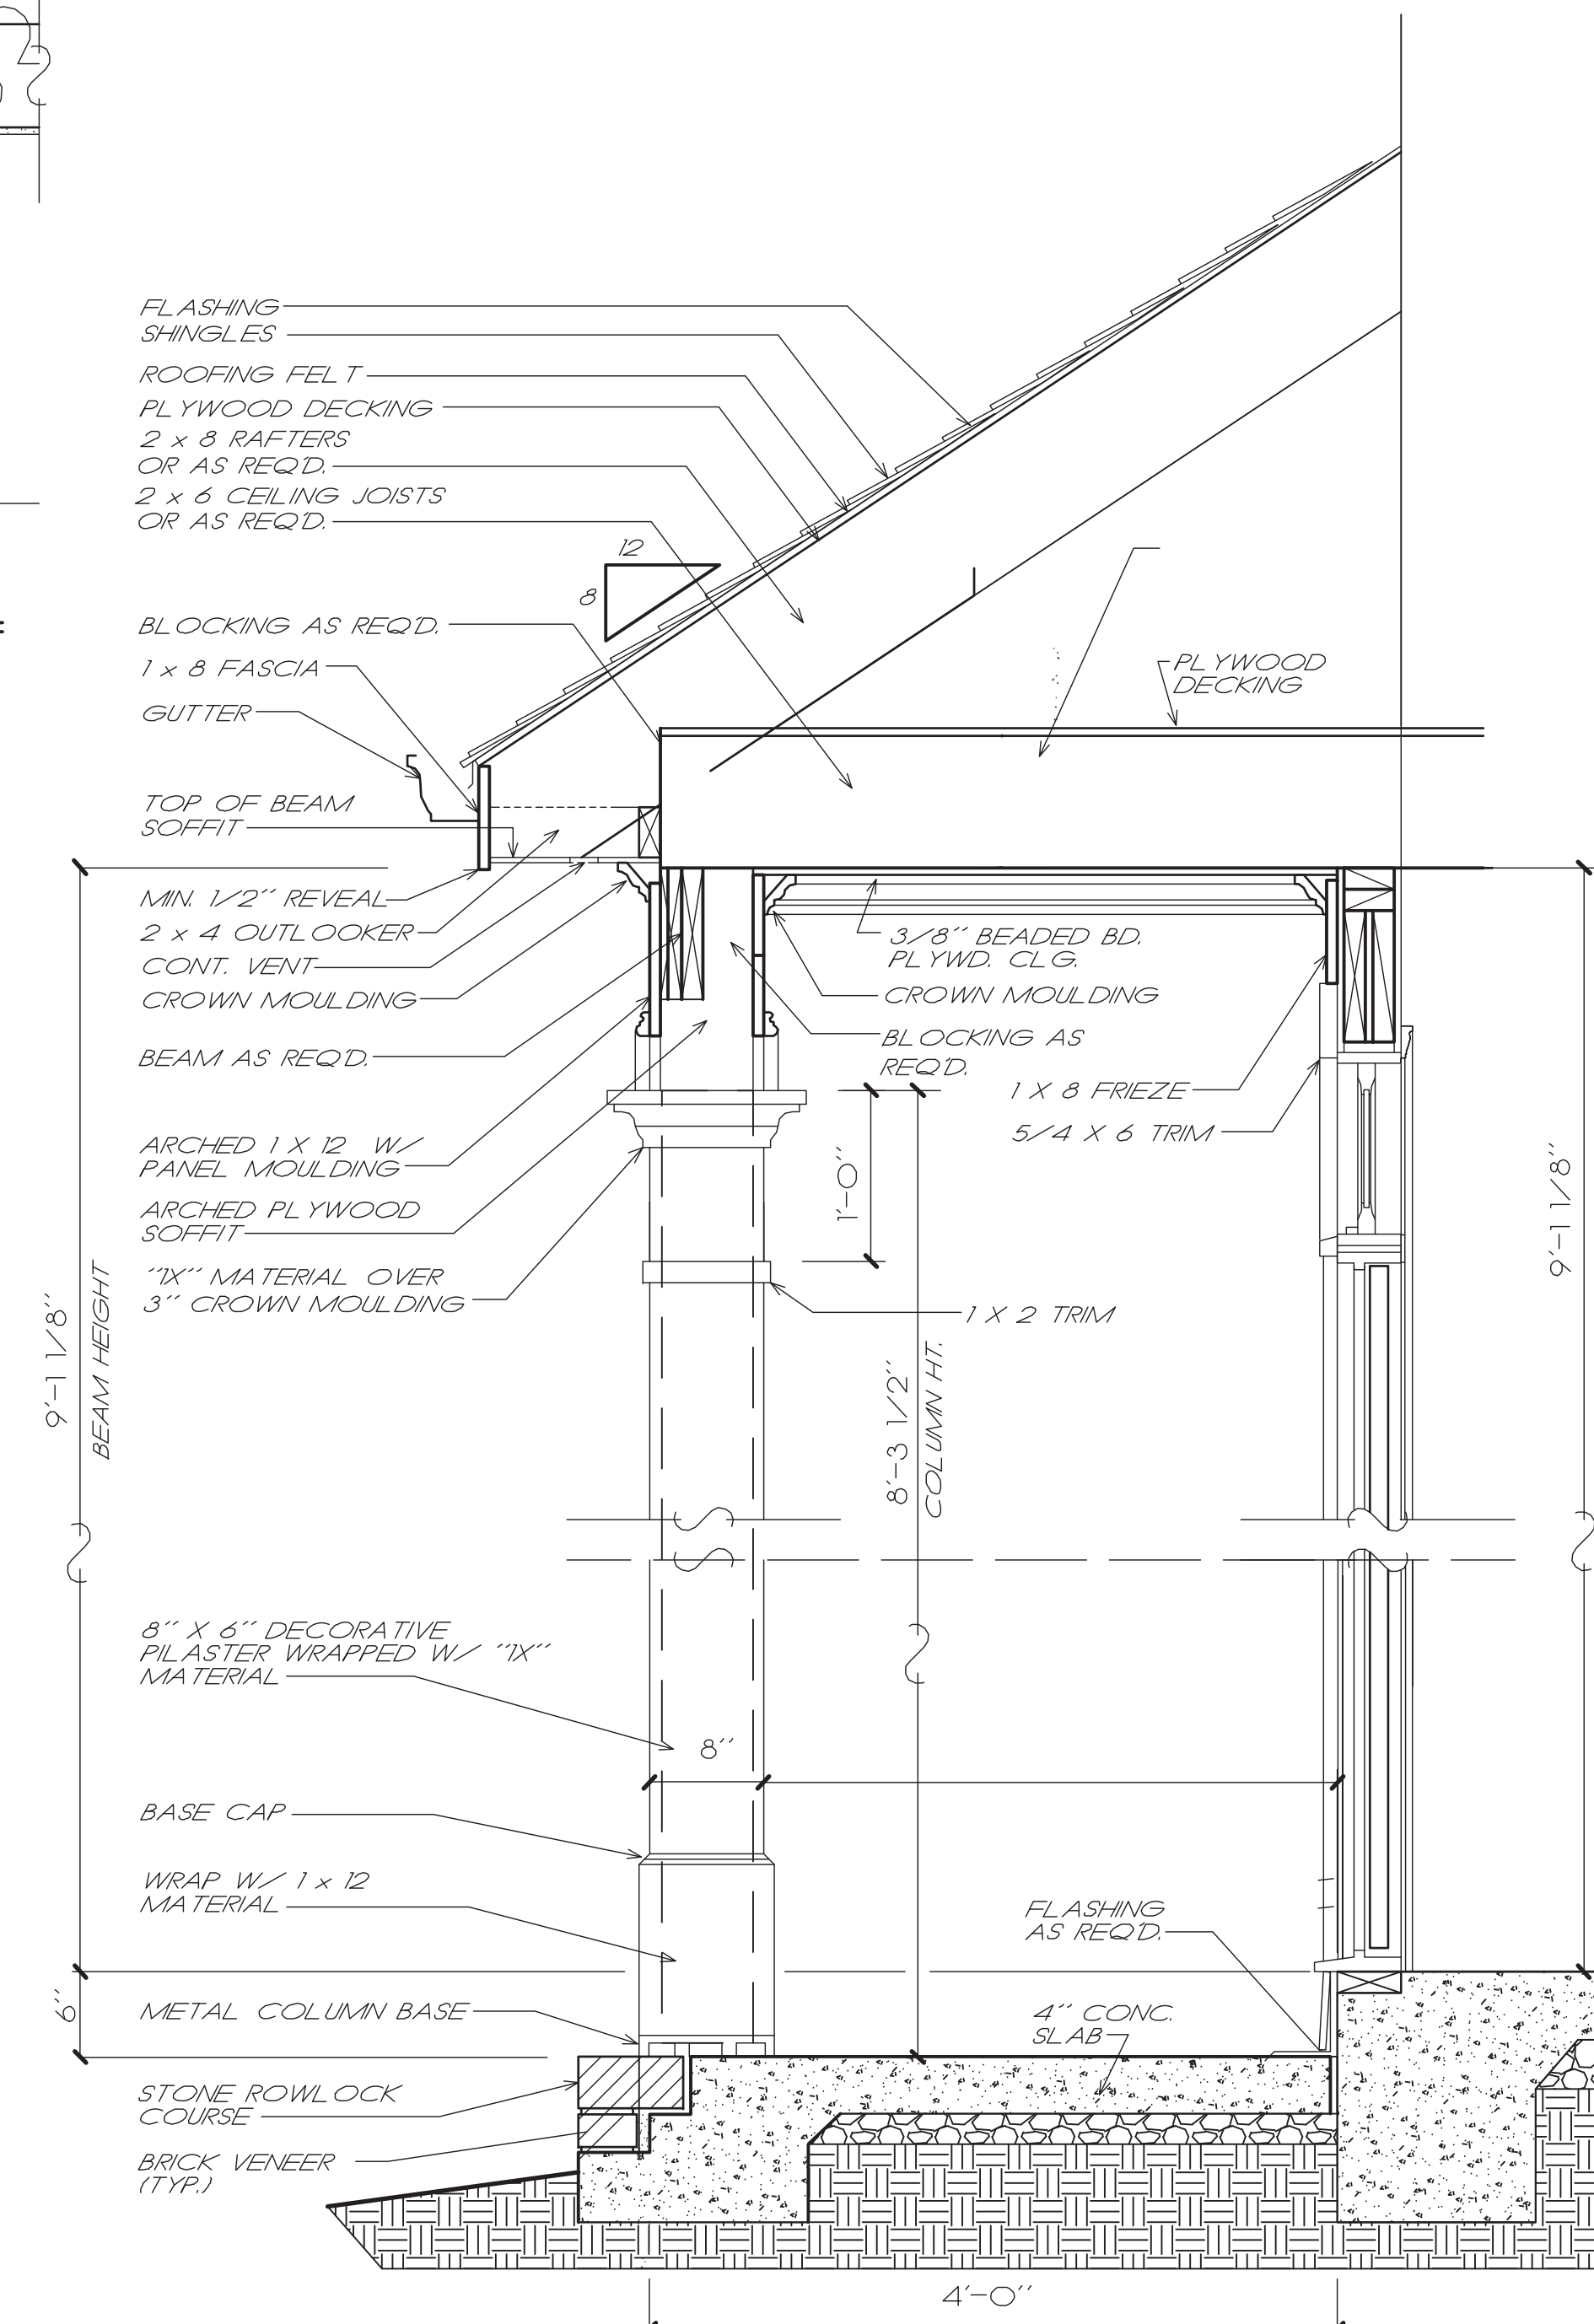 FLASHING
SHINGLES
ROOFING FELT
PLYWOOD DECKING
2 x 8 RAFTERS
OR AS REQ'D.
2 x 6 CEILING JOISTS
OR AS REQ'D.
12
8
BLOCKING AS REQ'D.
1 x 8 FASCIA
GUTTER
PLYWOOD
DECKING
TOP OF BEAM
SOFFIT
MIN. 1/2" REVEAL
2 x 4 OUTLOOKER
CONT. VENT
CROWN MOULDING
BEAM AS REQ'D.
3/8" BEADED BD.
PLYWD. CLG.
CROWN MOULDING
BLOCKING AS
REQ'D.
1 X 8 FRIEZE
5/4 X 6 TRIM
ARCHED 1 X 12 W/
PANEL MOULDING
ARCHED PLYWOOD
SOFFIT
"1X" MATERIAL OVER
3" CROWN MOULDING
1'-0"
1 X 2 TRIM
9'-1 1/8"
BEAM HEIGHT
8'-3 1/2"
COLUMN HT.
9'-1 1/8"
8" X 6" DECORATIVE
PILASTER WRAPPED W/ "1X"
MATERIAL
8"
BASE CAP
WRAP W/ 1 x 12
MATERIAL
FLASHING
AS REQ'D.
6"
METAL COLUMN BASE
4" CONC.
SLAB
STONE ROWLOCK
COURSE
BRICK VENEER
(TYP.)
4'-0"